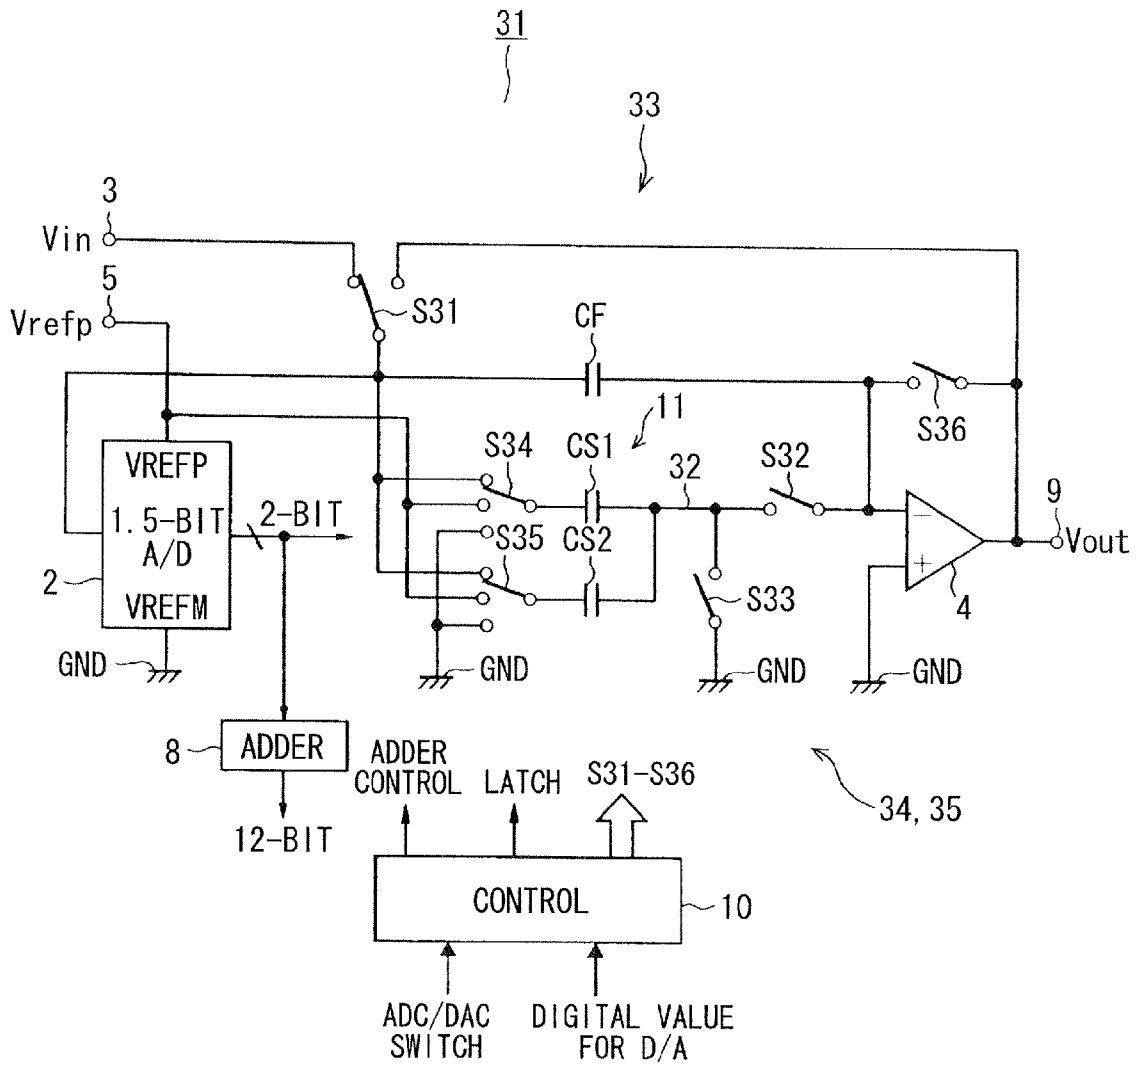 31
33
3
Vin
5
Vrefp
S31
CF
S36
11
VREFP
1.5-BIT
A/D
VREFM
2
2-BIT
S34
CS1
32
S32
9
Vout
S35
CS2
S33
4
GND
GND
GND
GND
8
ADDER
12-BIT
ADDER
CONTROL
LATCH
S31-S36
34, 35
CONTROL
10
ADC/DAC
SWITCH
DIGITAL VALUE
FOR D/A